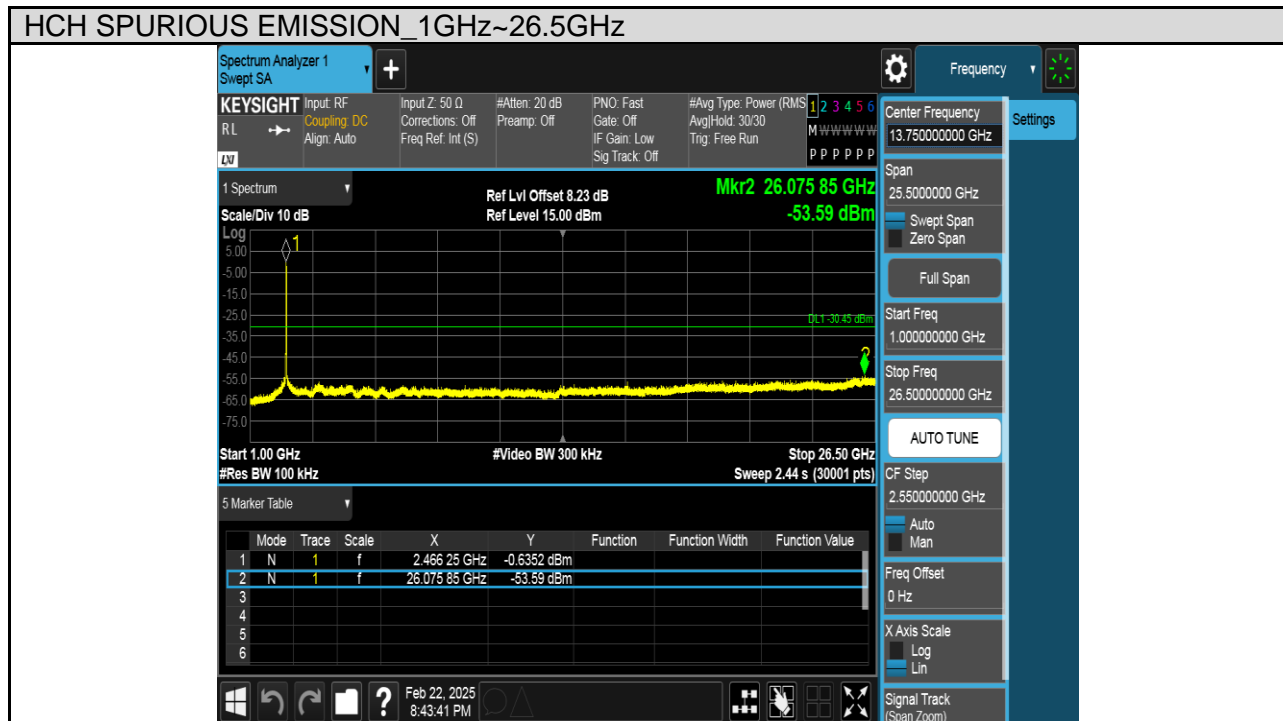 HCH SPURIOUS EMISSION_1GHz~26.5GHz
Spectrum Analyzer 1
Swept SA
+
Frequency
KEYSIGHT
RL
LXI
Input: RF
Coupling: DC
Align: Auto
Input Z: 50 Ω
Corrections: Off
Freq Ref: Int (S)
#Atten: 20 dB
Preamp: Off
PNO: Fast
Gate: Off
IF Gain: Low
Sig Track: Off
#Avg Type: Power (RMS
Avg|Hold: 30/30
Trig: Free Run
1 2 3 4 5 6
M W W W W W
P P P P P P
Center Frequency
13.750000000 GHz
Settings
Span
25.5000000 GHz
Swept Span
Zero Span
Full Span
Start Freq
1.000000000 GHz
Stop Freq
26.500000000 GHz
AUTO TUNE
CF Step
2.550000000 GHz
Auto
Man
Freq Offset
0 Hz
X Axis Scale
Log
Lin
Signal Track
(Span Zoom)
1 Spectrum
Scale/Div 10 dB
Ref Lvl Offset 8.23 dB
Ref Level 15.00 dBm
Mkr2 26.075 85 GHz
-53.59 dBm
Log
5.00
-5.00
-15.0
-25.0
-35.0
-45.0
-55.0
-65.0
-75.0
1
DL1 -30.45 dBm
2
Start 1.00 GHz
#Video BW 300 kHz
Stop 26.50 GHz
#Res BW 100 kHz
Sweep 2.44 s (30001 pts)
5 Marker Table
Mode Trace Scale X Y Function Function Width Function Value
1 N 1 f 2.466 25 GHz -0.6352 dBm
2 N 1 f 26.075 85 GHz -53.59 dBm
3
4
5
6
?
Feb 22, 2025
8:43:41 PM